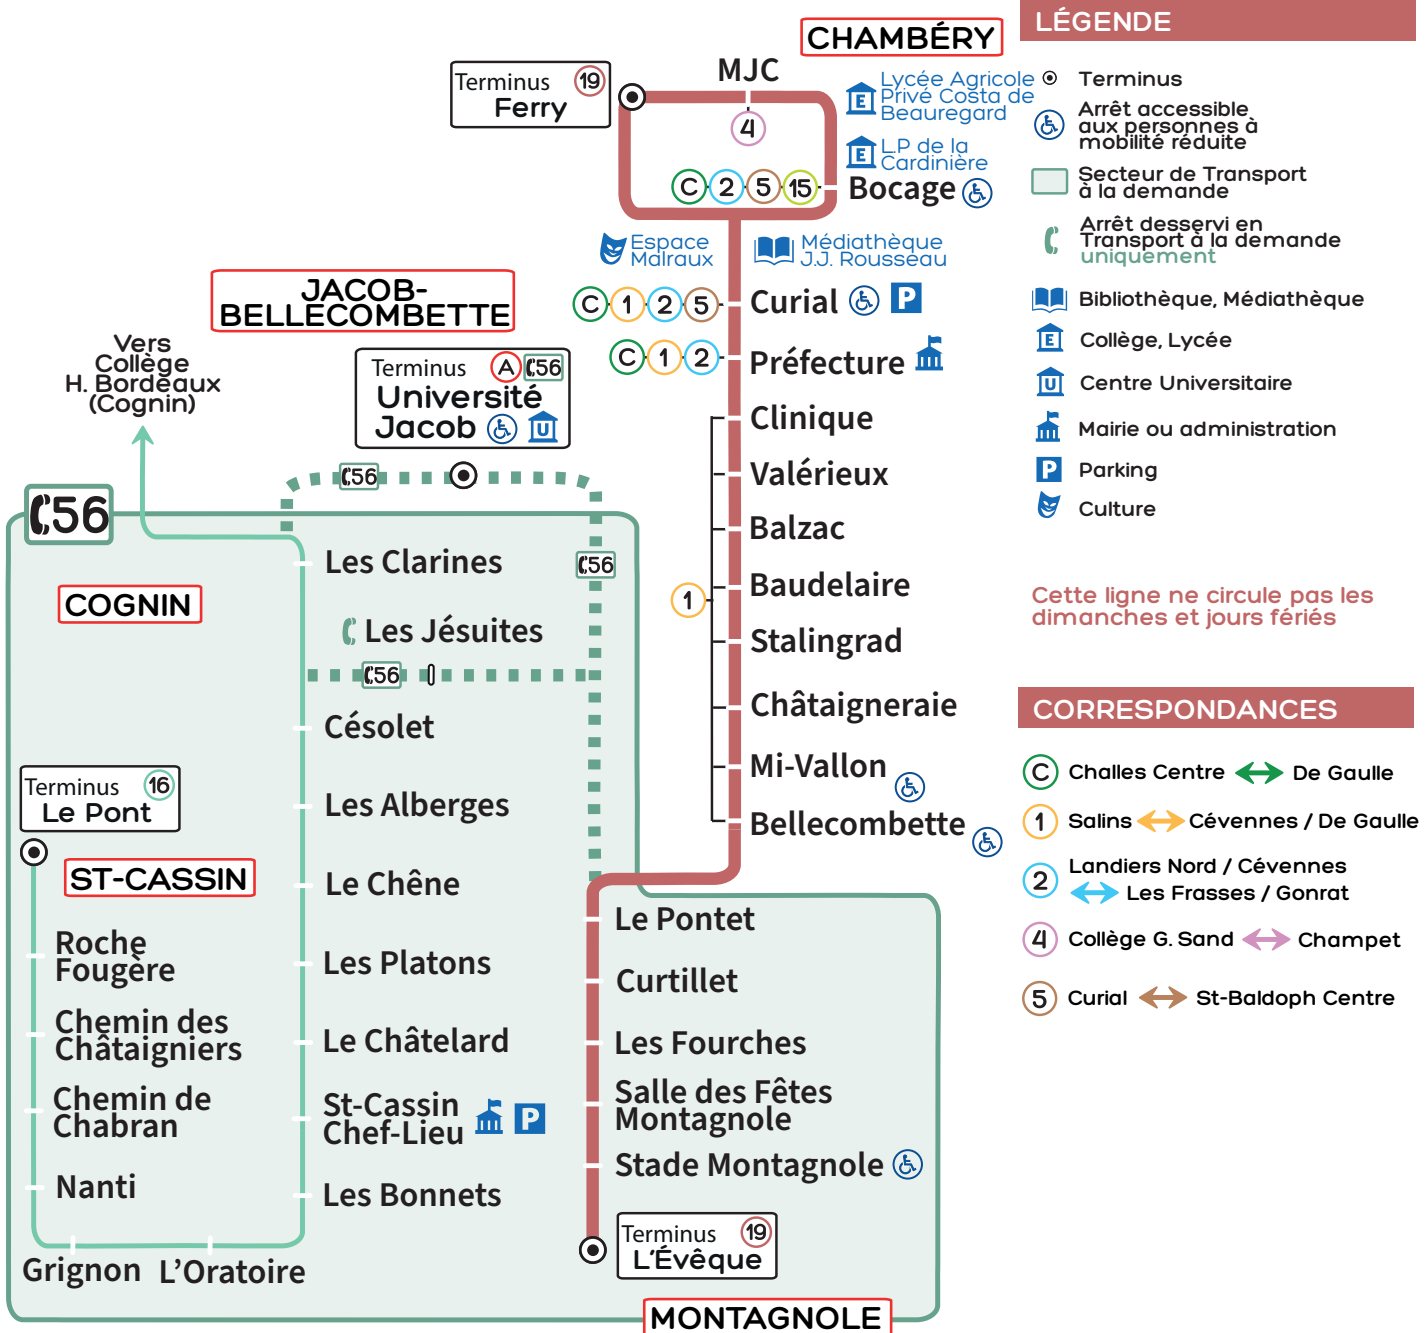 CHAMBÉRY
Terminus 19
Ferry
MJC
4
Lycée Agricole
Privé Costa de
Beauregard
L.P de la
Cardinière
C 2 5 15
Bocage
Espace
Malraux
Médiathèque
J.J. Rousseau
C 1 2 5
Curial
P
C 1 2
Préfecture
Clinique
Valérieux
Balzac
Baudelaire
1
Stalingrad
Châtaigneraie
Mi-Vallon
Bellecombette
JACOB-
BELLECOMBETTE
Vers
Collège
H. Bordeaux
(Cognin)
Terminus A 56
Université
Jacob
56
56
56
COGNIN
Les Clarines
Les Jésuites
56
Césolet
Les Alberges
Le Chêne
Les Platons
Le Châtelard
St-Cassin
Chef-Lieu
P
Les Bonnets
Terminus 16
Le Pont
ST-CASSIN
Roche
Fougère
Chemin des
Châtaigniers
Chemin de
Chabran
Nanti
Grignon
L'Oratoire
Le Pontet
Curtillet
Les Fourches
Salle des Fêtes
Montagnole
Stade Montagnole
Terminus 19
L'Évêque
MONTAGNOLE
LÉGENDE
Terminus
Arrêt accessible
aux personnes à
mobilité réduite
Secteur de Transport
à la demande
Arrêt desservi en
Transport à la demande
uniquement
Bibliothèque, Médiathèque
E Collège, Lycée
U Centre Universitaire
Mairie ou administration
P Parking
Culture
Cette ligne ne circule pas les
dimanches et jours fériés
CORRESPONDANCES
C Challes Centre De Gaulle
1 Salins Cévennes / De Gaulle
2 Landiers Nord / Cévennes
Les Frasses / Gonrat
4 Collège G. Sand Champet
5 Curial St-Baldoph Centre